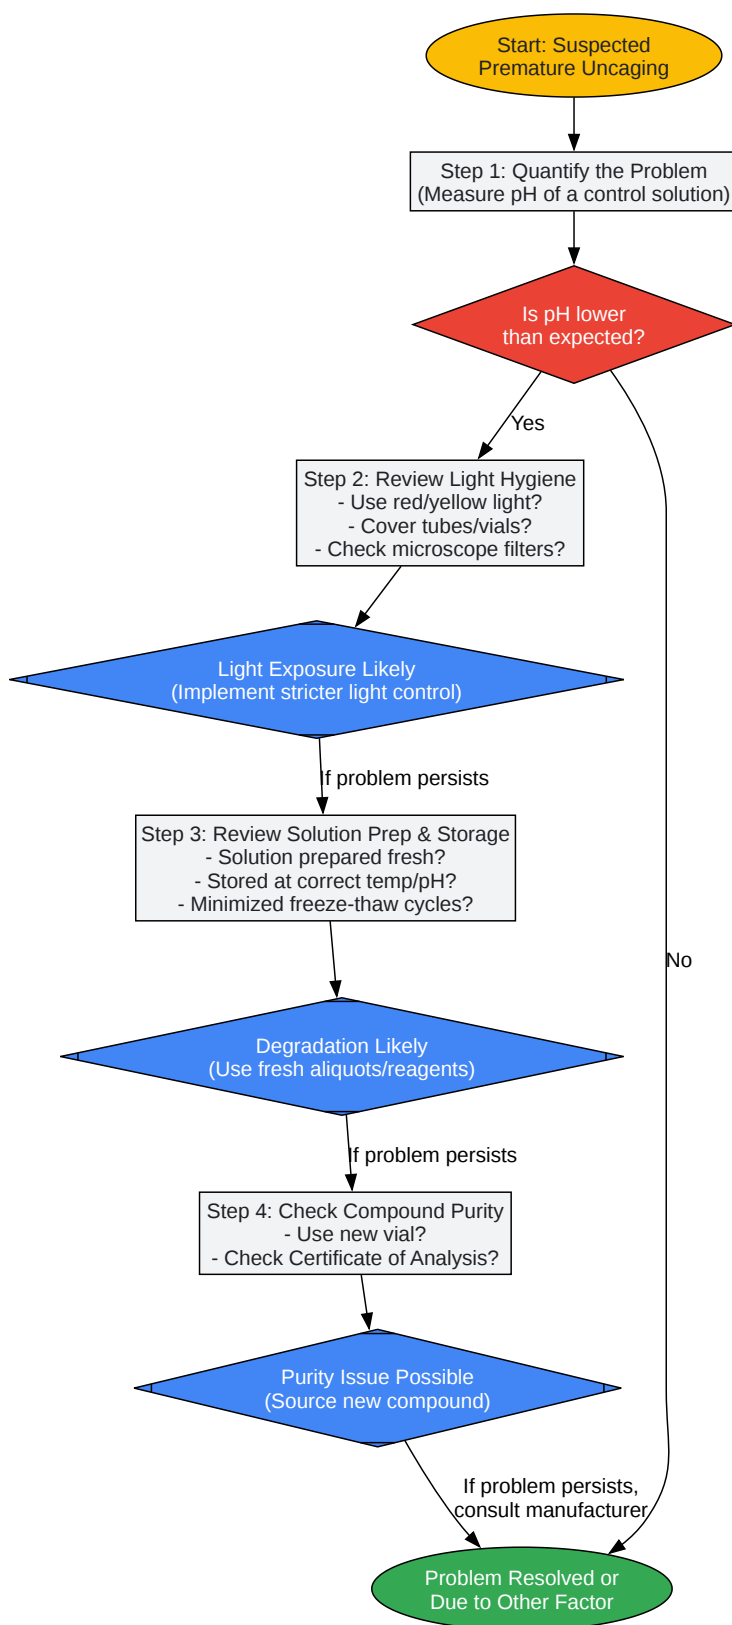 Start: Suspected
Premature Uncaging
Step 1: Quantify the Problem
(Measure pH of a control solution)
Is pH lower
than expected?
Yes
Step 2: Review Light Hygiene
- Use red/yellow light?
- Cover tubes/vials?
- Check microscope filters?
Light Exposure Likely
(Implement stricter light control)
If problem persists
Step 3: Review Solution Prep & Storage
- Solution prepared fresh?
- Stored at correct temp/pH?
- Minimized freeze-thaw cycles?
No
Degradation Likely
(Use fresh aliquots/reagents)
If problem persists
Step 4: Check Compound Purity
- Use new vial?
- Check Certificate of Analysis?
Purity Issue Possible
(Source new compound)
If problem persists,
consult manufacturer
Problem Resolved or
Due to Other Factor